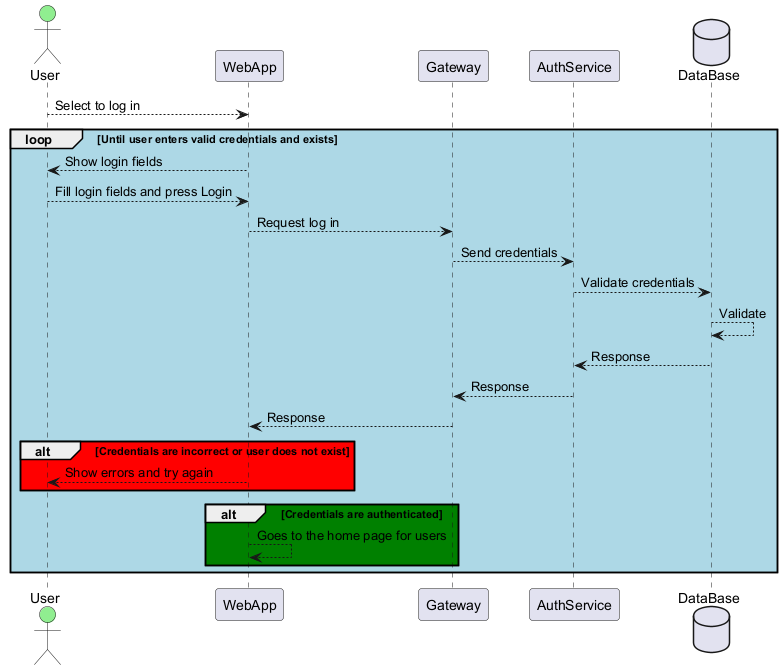 User
WebApp
Gateway
AuthService
DataBase
Select to log in
loop [Until user enters valid credentials and exists]
Show login fields
Fill login fields and press Login
Request log in
Send credentials
Validate credentials
Validate
Response
Response
Response
alt [Credentials are incorrect or user does not exist]
Show errors and try again
alt [Credentials are authenticated]
Goes to the home page for users
User
WebApp
Gateway
AuthService
DataBase